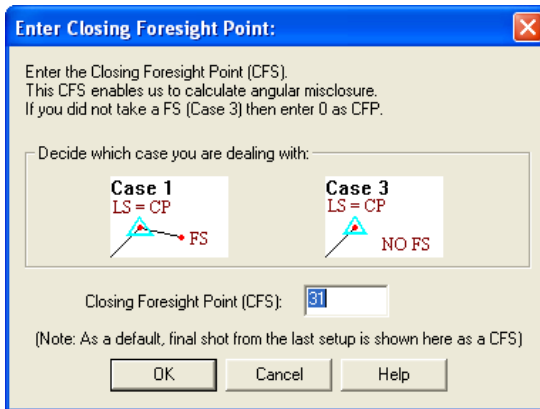 Enter Closing Foresight Point:
Enter the Closing Foresight Point (CFS).
This CFS enables us to calculate angular misclosure.
If you did not take a FS (Case 3) then enter 0 as CFP.
Decide which case you are dealing with:
Case 1
LS = CP
FS
Case 3
LS = CP
NO FS
Closing Foresight Point (CFS): 31
(Note: As a default, final shot from the last setup is shown here as a CFS)
OK Cancel Help